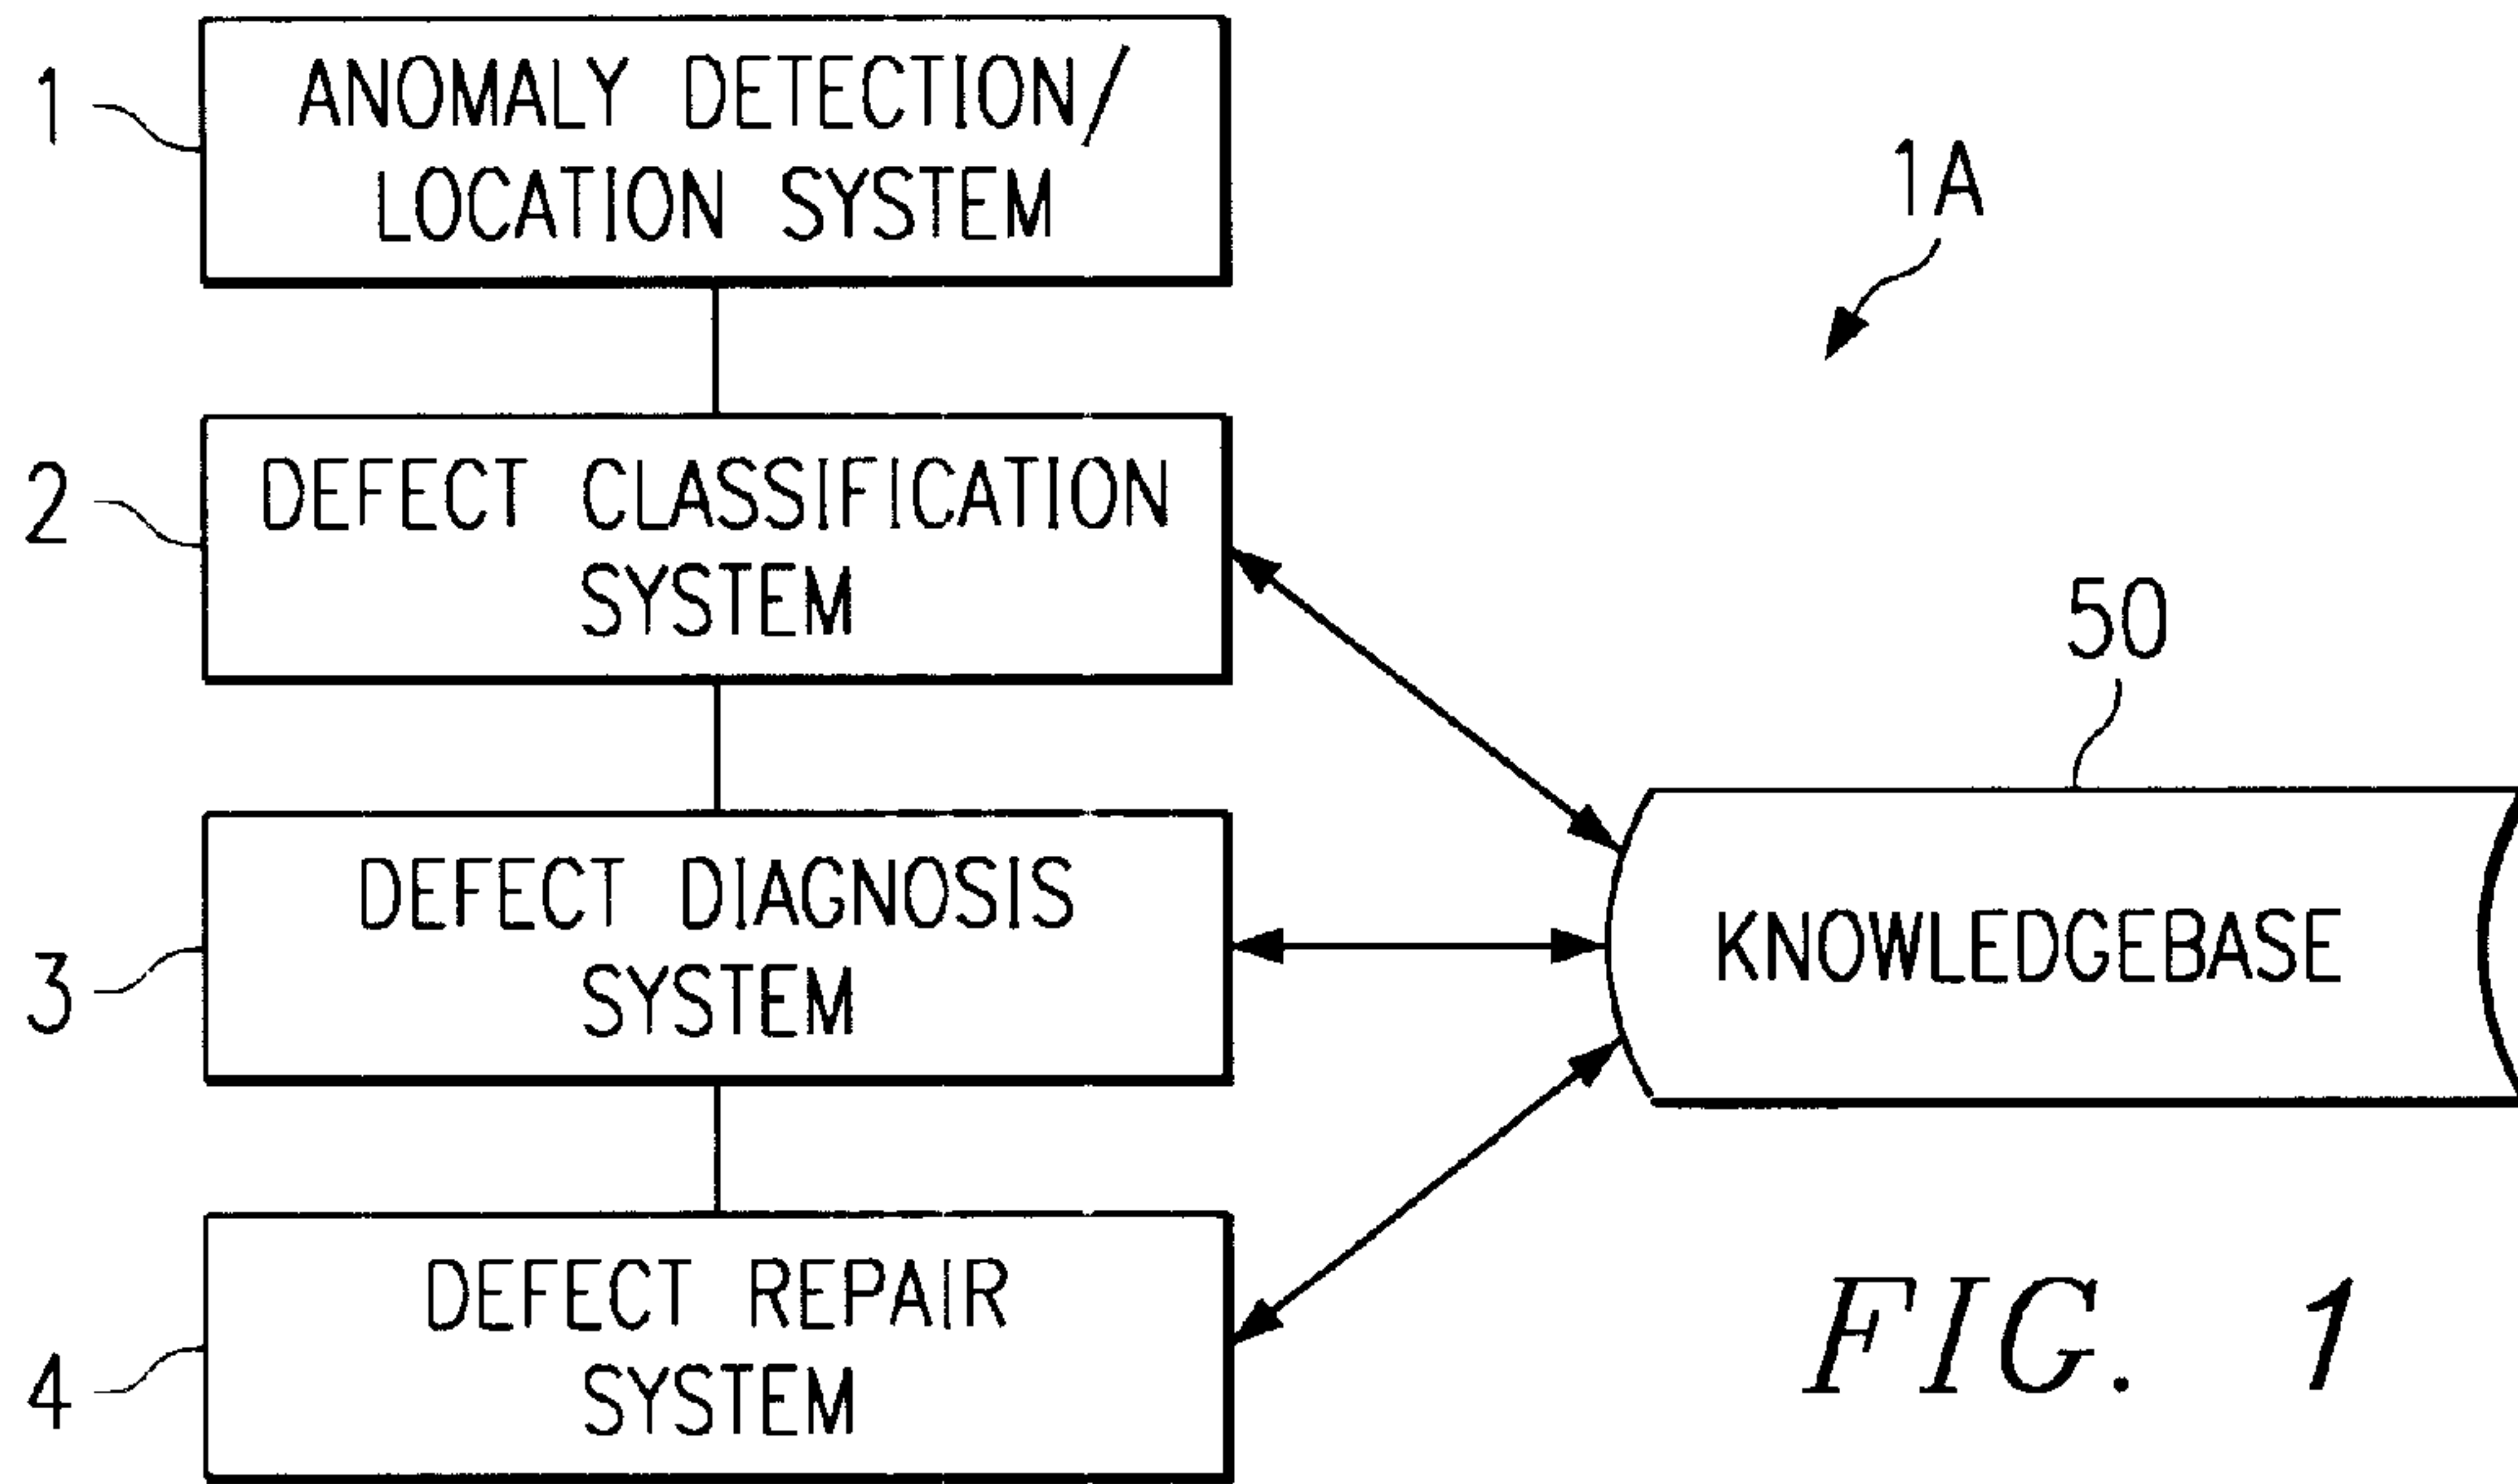 1
ANOMALY DETECTION/
LOCATION SYSTEM
1A
2
DEFECT CLASSIFICATION
SYSTEM
50
3
DEFECT DIAGNOSIS
SYSTEM
KNOWLEDGEBASE
4
DEFECT REPAIR
SYSTEM
FIG. 1